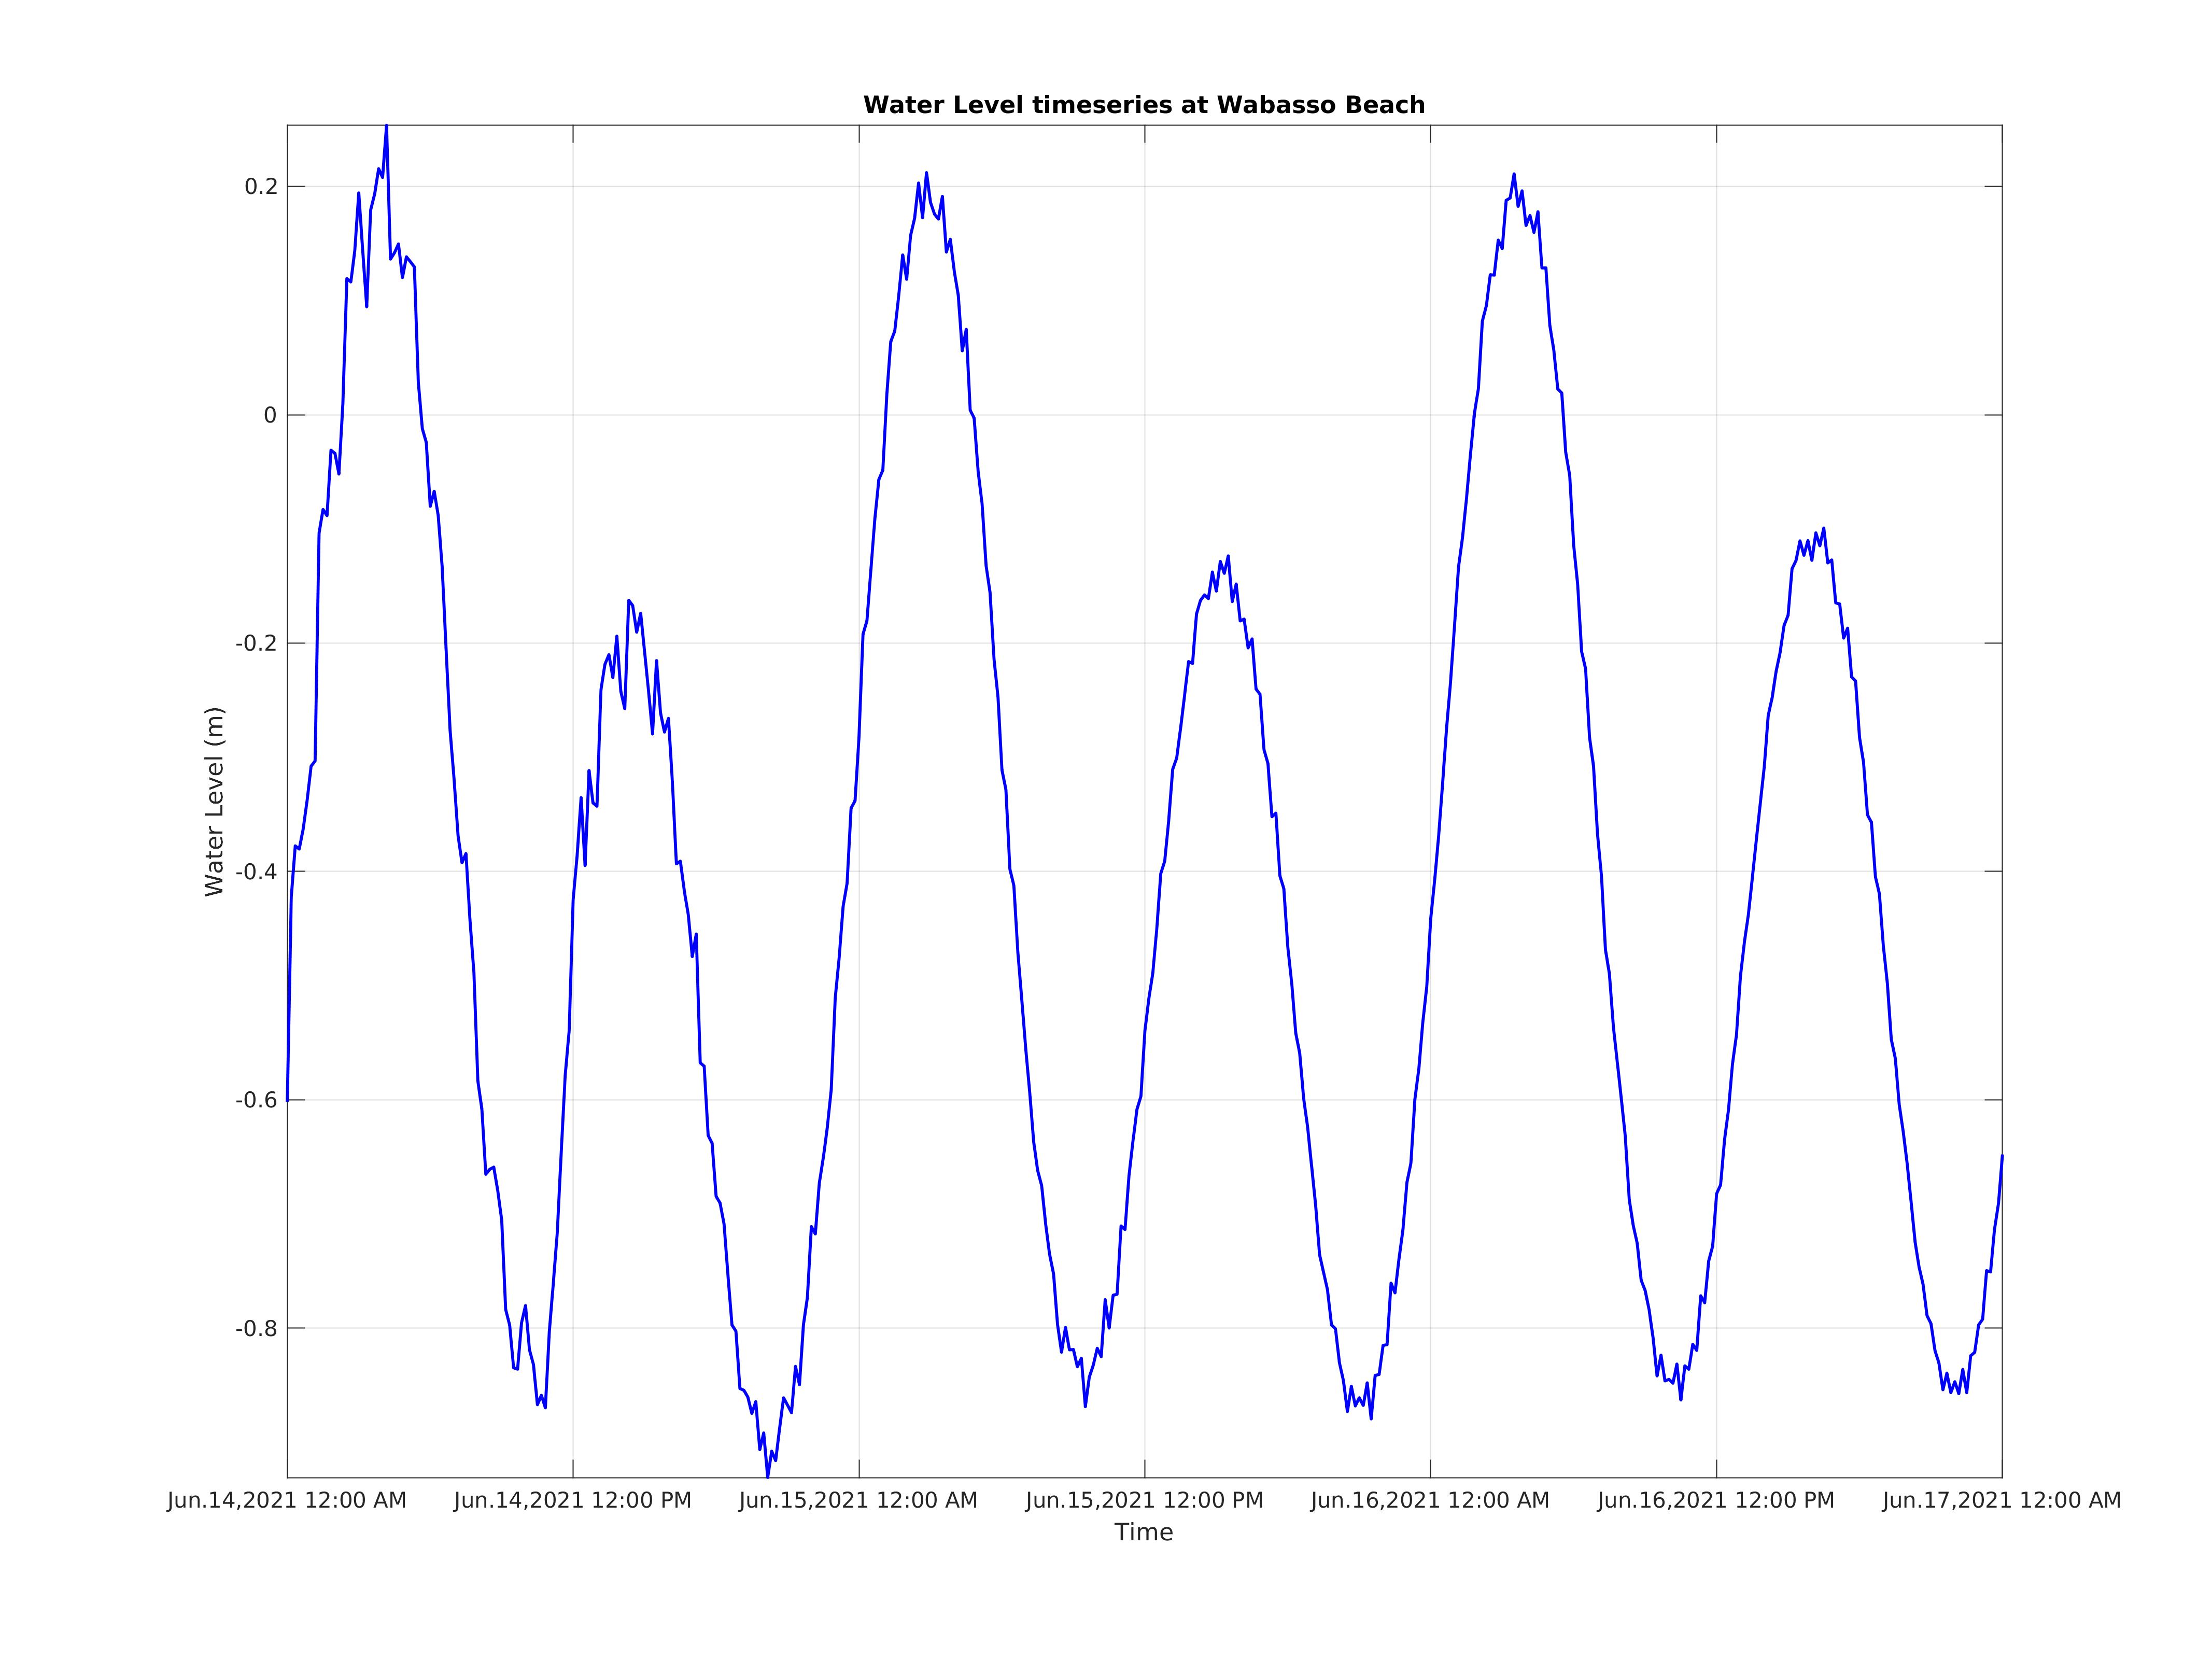 Water Level timeseries at Wabasso Beach
0.2
0
-0.2
-0.4
-0.6
-0.8
Water Level (m)
Jun.14,2021 12:00 AM
Jun.14,2021 12:00 PM
Jun.15,2021 12:00 AM
Jun.15,2021 12:00 PM
Jun.16,2021 12:00 AM
Jun.16,2021 12:00 PM
Jun.17,2021 12:00 AM
Time